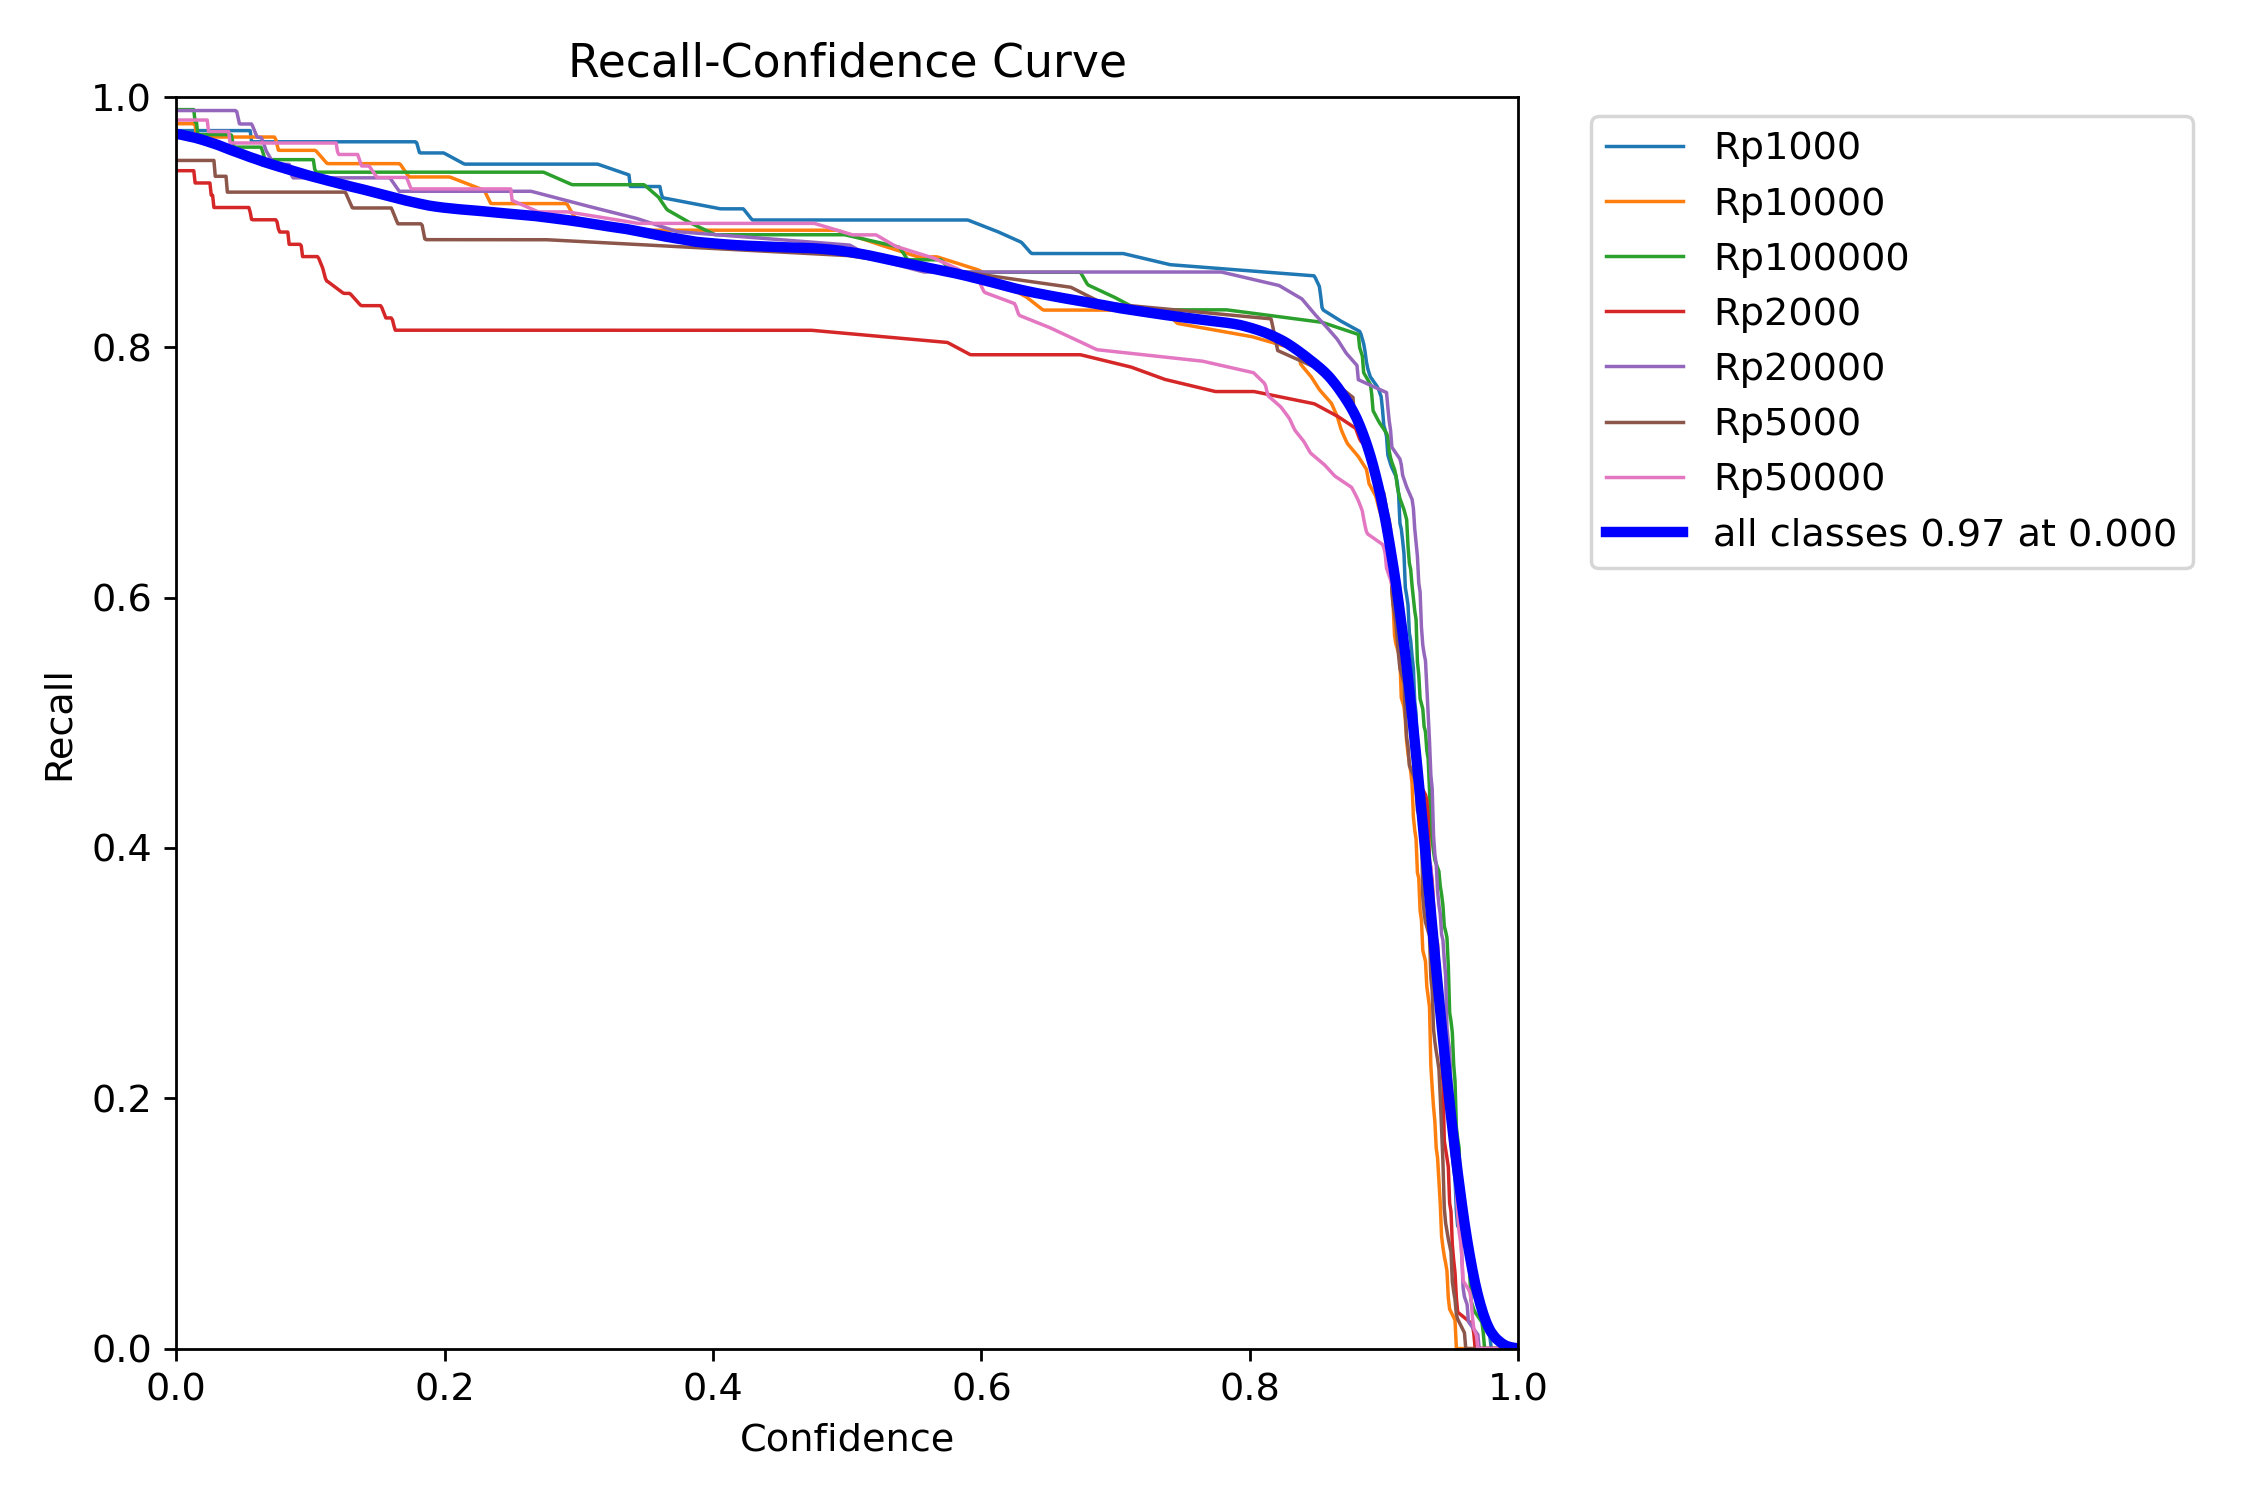 Recall-Confidence Curve
1.0
0.8
0.6
0.4
0.2
0.0
Recall
0.0 0.2 0.4 0.6 0.8 1.0
Confidence
Rp1000
Rp10000
Rp100000
Rp2000
Rp20000
Rp5000
Rp50000
all classes 0.97 at 0.000